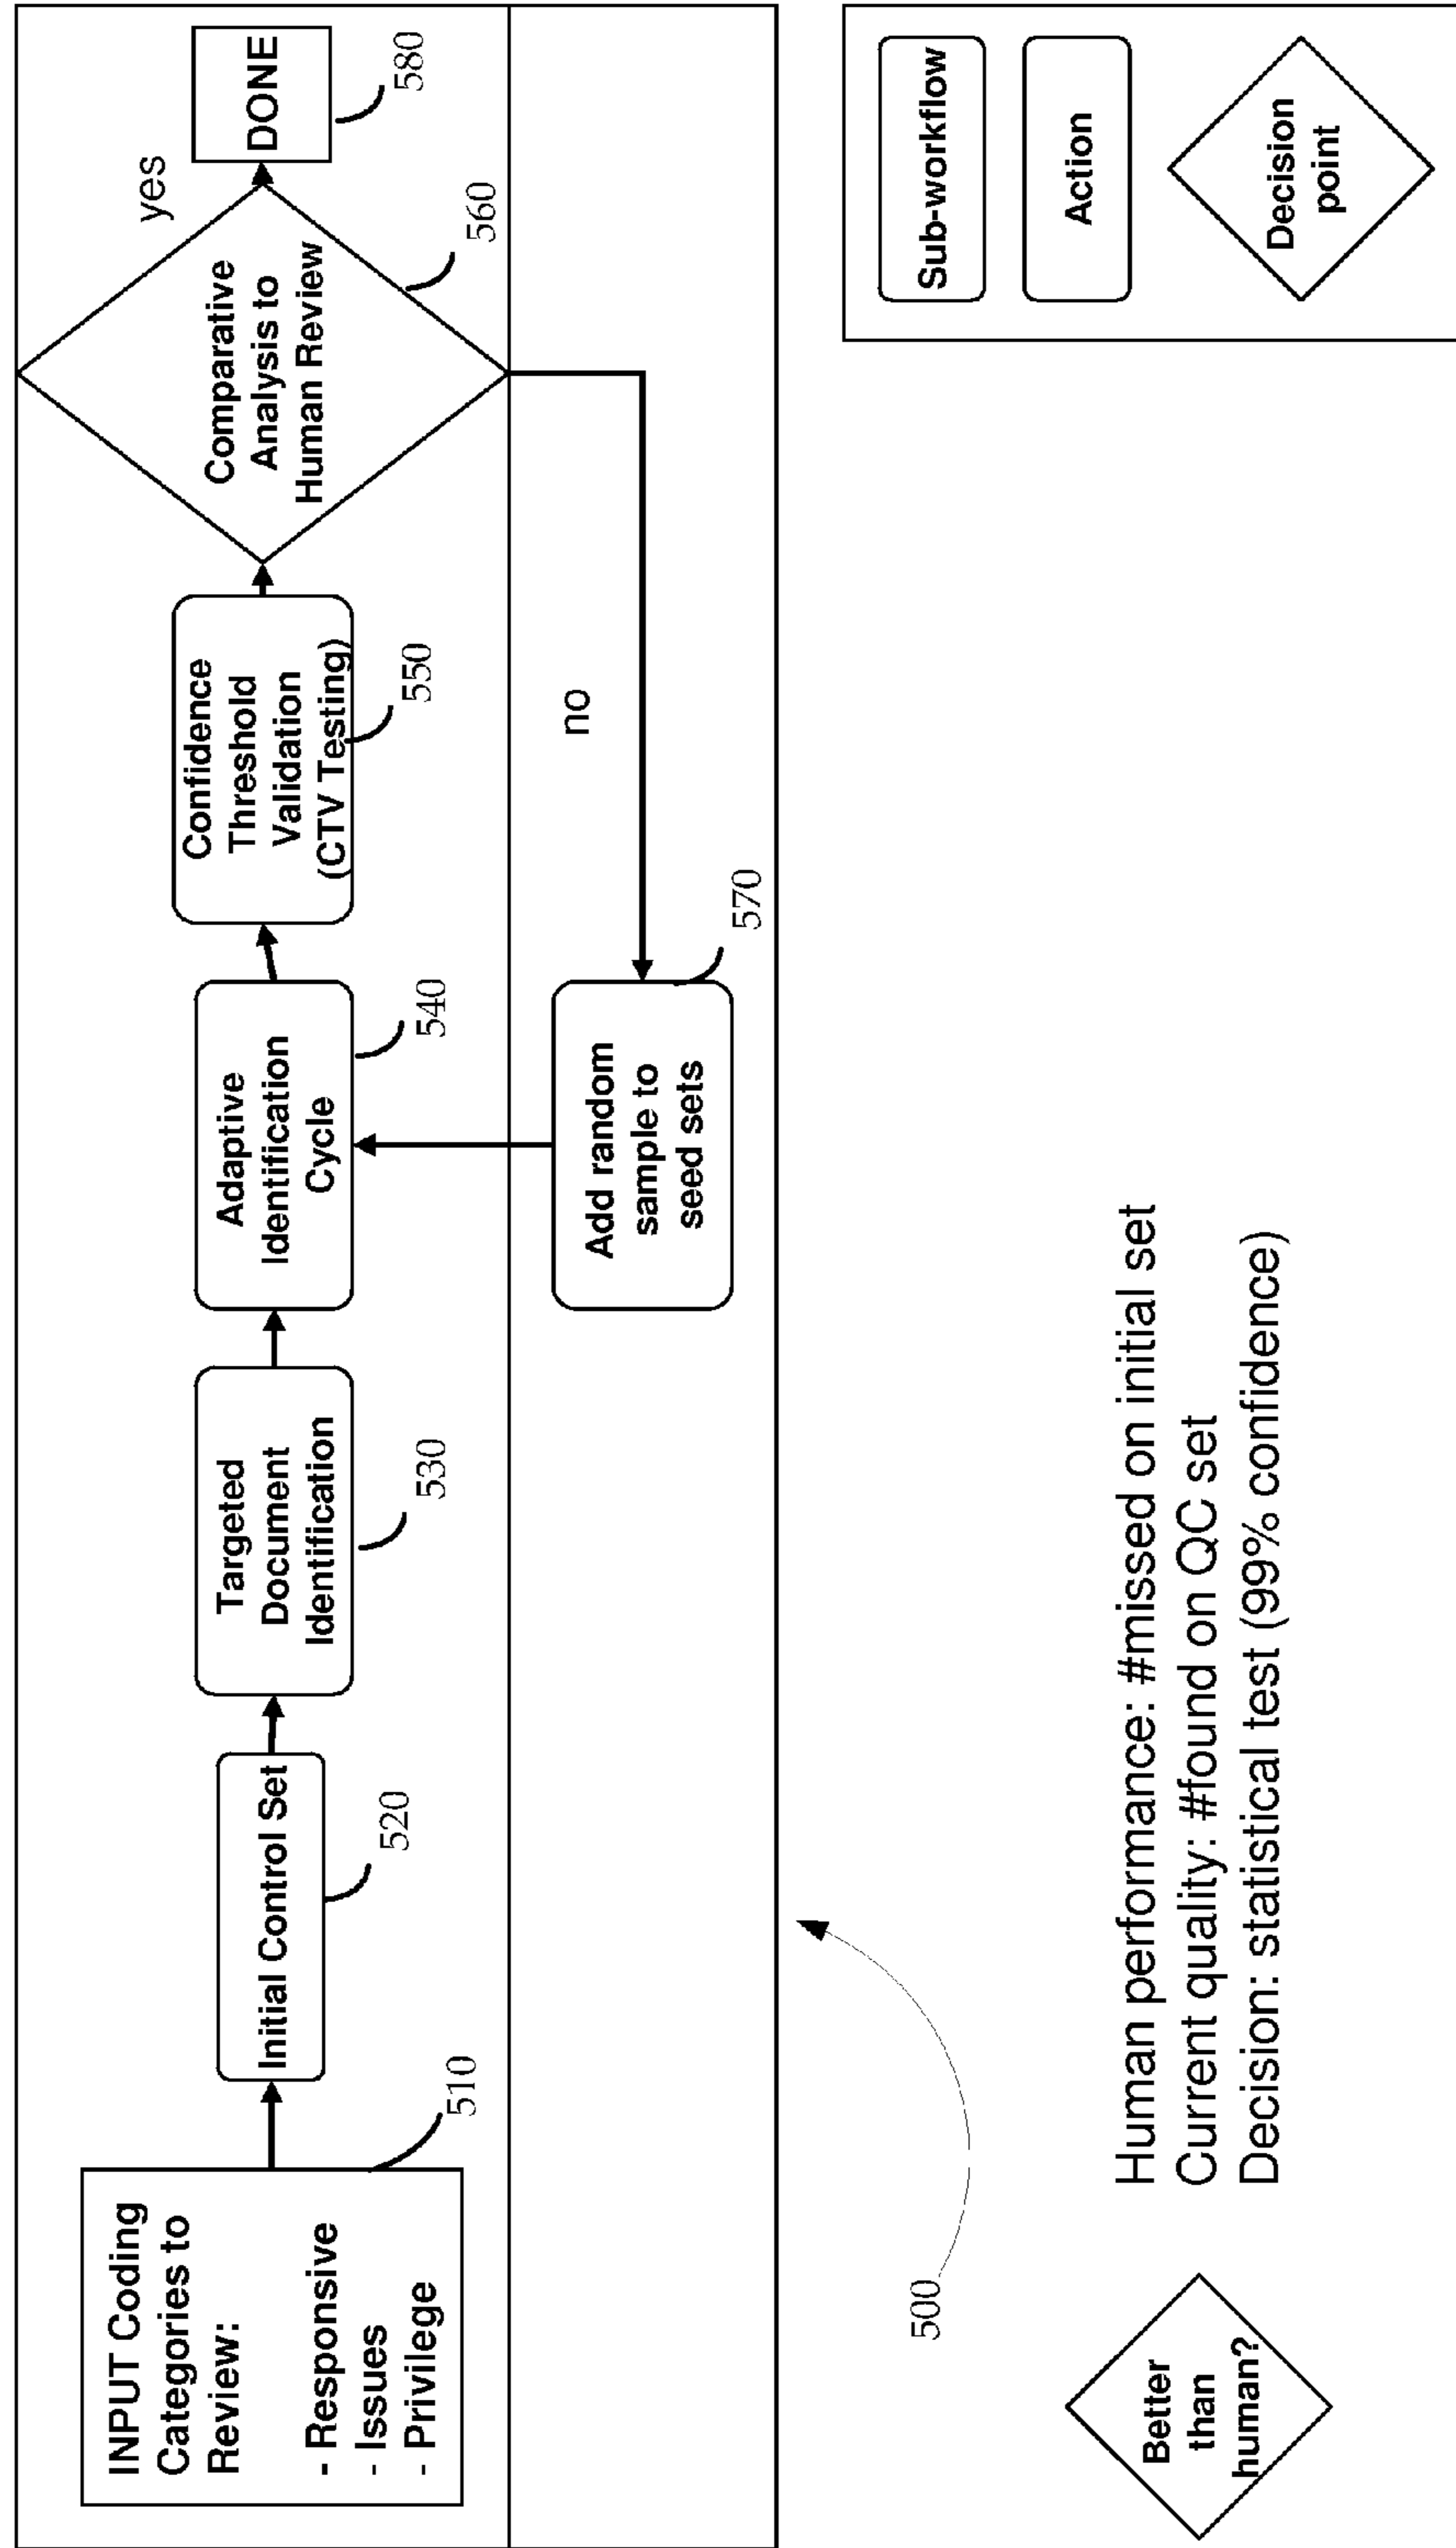 INPUT Coding
Categories to
Review:
- Responsive
- Issues
- Privilege
510
Initial Control Set
520
Targeted
Document
Identification
530
Adaptive
Identification
Cycle
540
Confidence
Threshold
Validation
(CTV Testing)
550
Comparative
Analysis to
Human Review
560
yes
DONE
580
no
Add random
sample to
seed sets
570
500
Better
than
human?
Human performance: #missed on initial set
Current quality: #found on QC set
Decision: statistical test (99% confidence)
Sub-workflow
Action
Decision
point